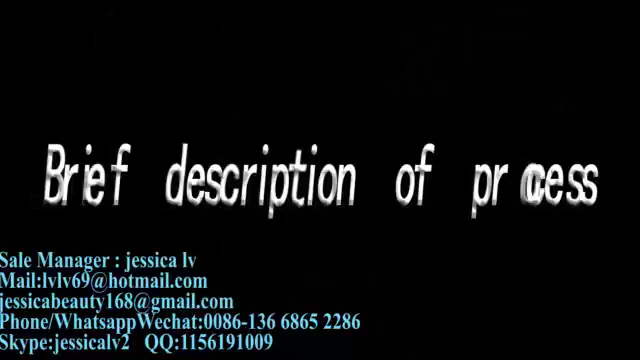 Brief description of process
Sale Manager : jessica lv
Mail:lvlv69@hotmail.com
jessicabeauty168@gmail.com
Phone/WhatsappWechat:0086-136 6865 2286
Skype:jessicalv2 QQ:1156191009